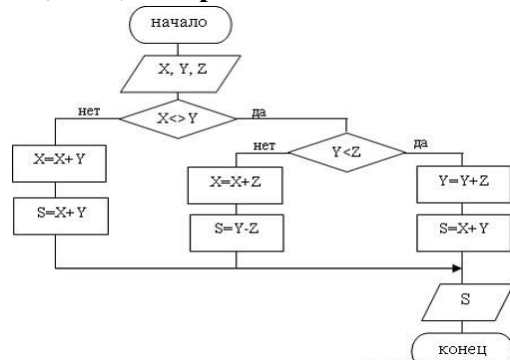 начало
X, Y, Z
нет
X<>Y
да
X=X+Y
S=X+Y
нет
Y<Z
да
X=X+Z
S=Y-Z
Y=Y+Z
S=X+Y
S
конец